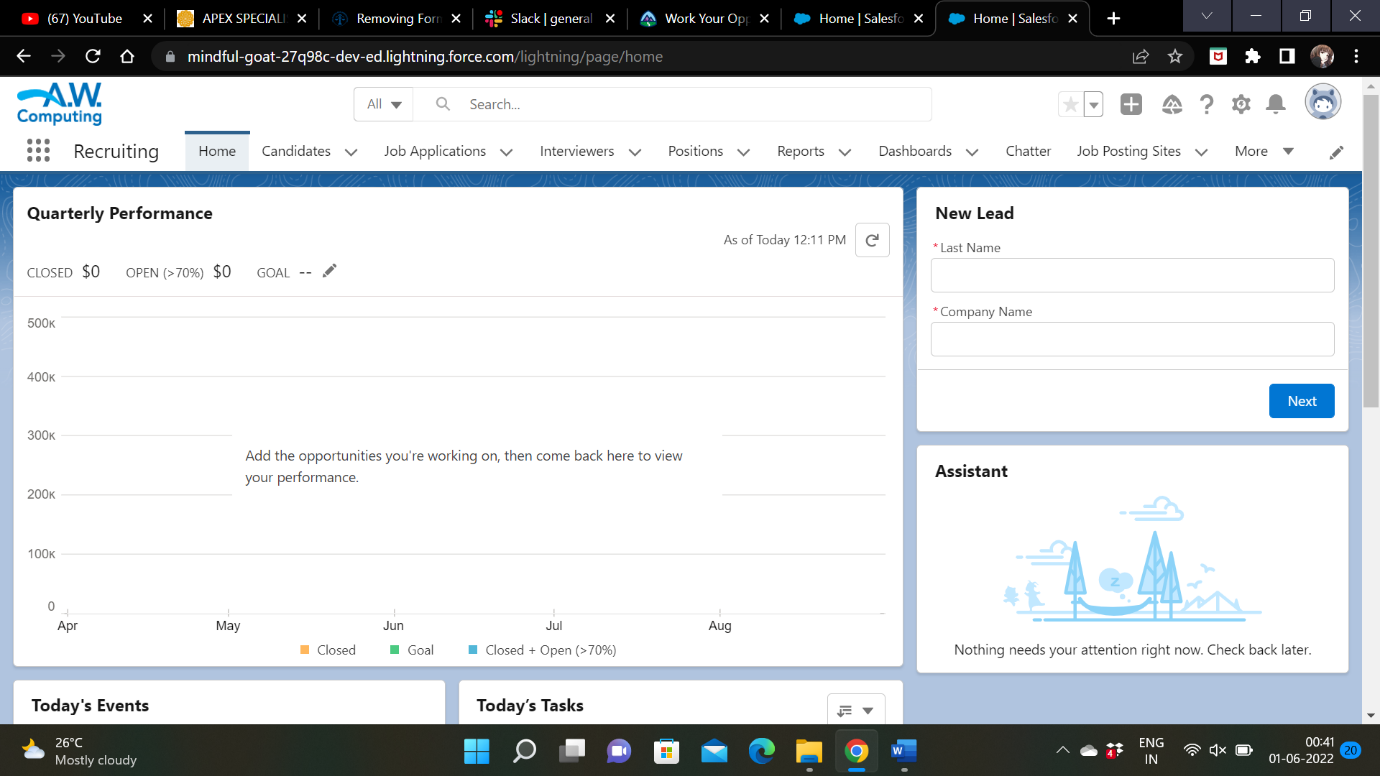 (67) YouTube
APEX SPECIALI
Removing Form
Slack | general
Work Your Opp
Home | Salesfo
Home | Salesfo
mindful-goat-27q98c-dev-ed.lightning.force.com/lightning/page/home
A.W.
Computing
All
Search...
Recruiting
Home
Candidates
Job Applications
Interviewers
Positions
Reports
Dashboards
Chatter
Job Posting Sites
More
Quarterly Performance
As of Today 12:11 PM
CLOSED $0 OPEN (>70%) $0 GOAL --
500K
400K
300K
200K
100K
0
Add the opportunities you're working on, then come back here to view
your performance.
Apr May Jun Jul Aug
Closed Goal Closed + Open (>70%)
New Lead
* Last Name
* Company Name
Next
Assistant
z
Nothing needs your attention right now. Check back later.
Today's Events
Today's Tasks
26°C
Mostly cloudy
W
4
ENG
IN
00:41
01-06-2022
20